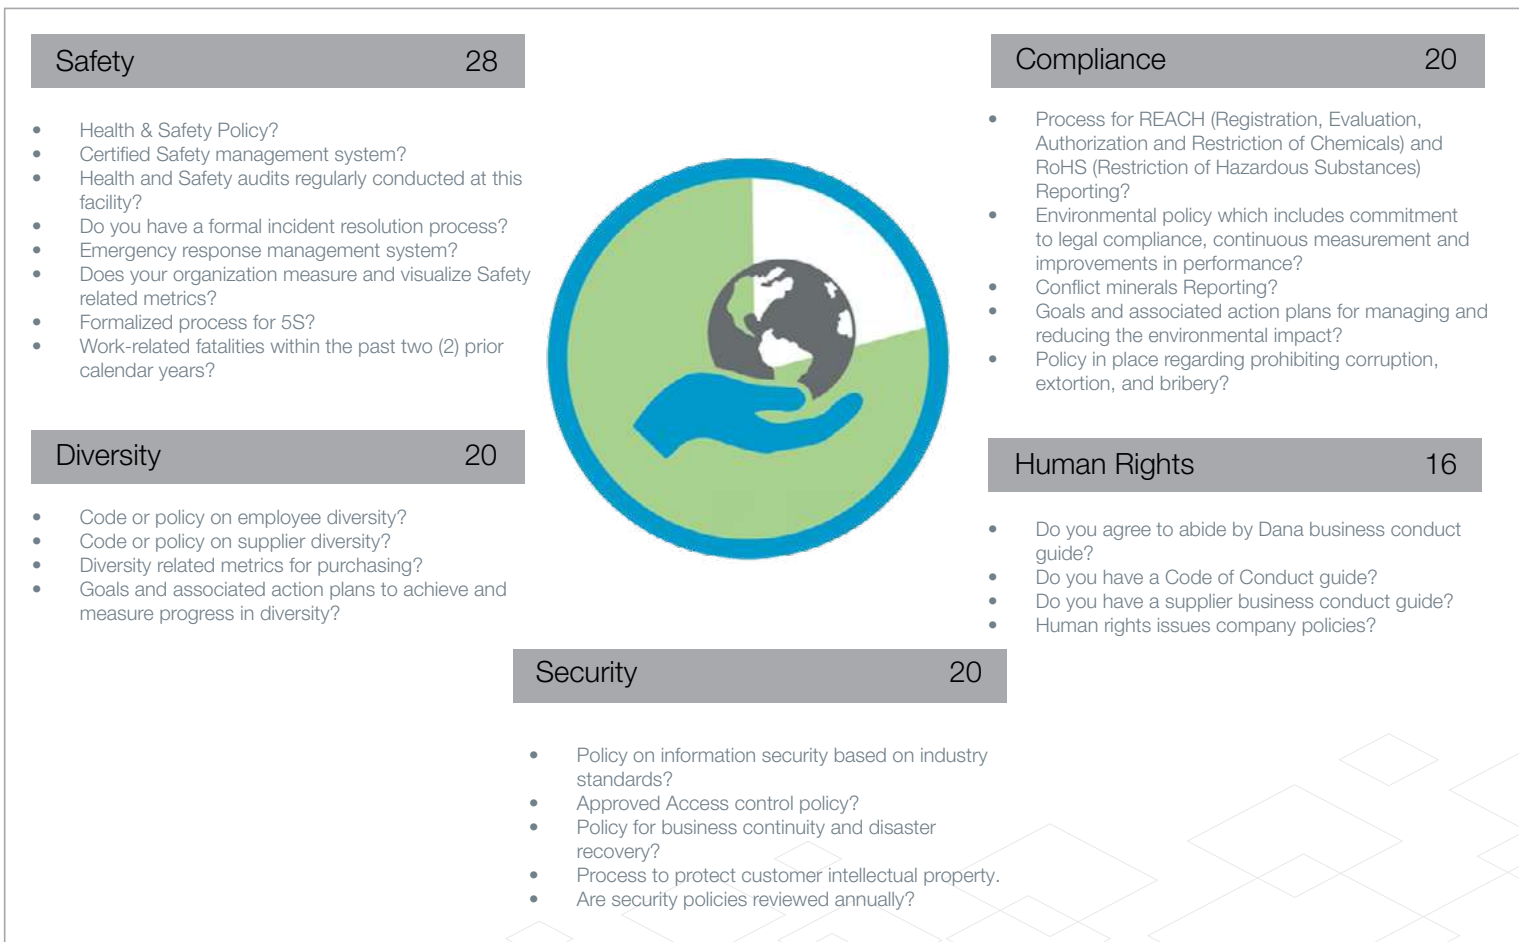 Safety 28
• Health & Safety Policy?
• Certified Safety management system?
• Health and Safety audits regularly conducted at this
facility?
• Do you have a formal incident resolution process?
• Emergency response management system?
• Does your organization measure and visualize Safety
related metrics?
• Formalized process for 5S?
• Work-related fatalities within the past two (2) prior
calendar years?
Diversity 20
• Code or policy on employee diversity?
• Code or policy on supplier diversity?
• Diversity related metrics for purchasing?
• Goals and associated action plans to achieve and
measure progress in diversity?
Compliance 20
• Process for REACH (Registration, Evaluation,
Authorization and Restriction of Chemicals) and
RoHS (Restriction of Hazardous Substances)
Reporting?
• Environmental policy which includes commitment
to legal compliance, continuous measurement and
improvements in performance?
• Conflict minerals Reporting?
• Goals and associated action plans for managing and
reducing the environmental impact?
• Policy in place regarding prohibiting corruption,
extortion, and bribery?
Human Rights 16
• Do you agree to abide by Dana business conduct
guide?
• Do you have a Code of Conduct guide?
• Do you have a supplier business conduct guide?
• Human rights issues company policies?
Security 20
• Policy on information security based on industry
standards?
• Approved Access control policy?
• Policy for business continuity and disaster
recovery?
• Process to protect customer intellectual property.
• Are security policies reviewed annually?